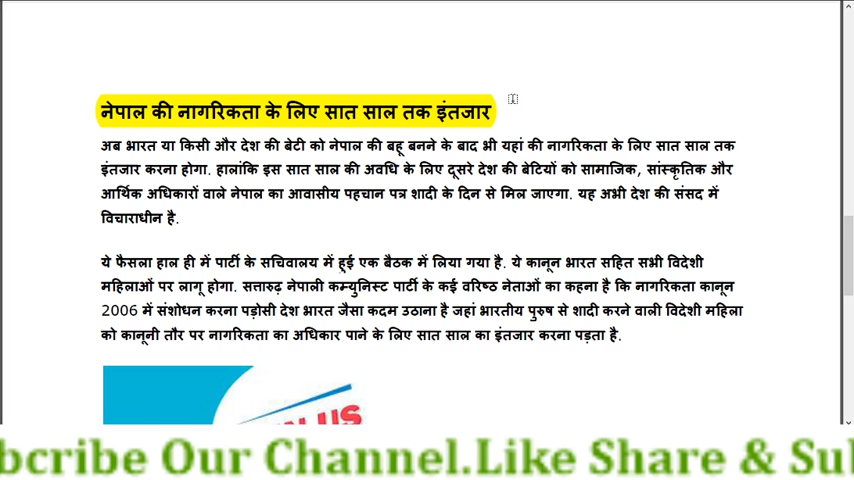 नेपाल की नागरिकता के लिए सात साल तक इंतजार
अब भारत या किसी और देश की बेटी को नेपाल की बहू बनने के बाद भी यहां की नागरिकता के लिए सात साल तक
इंतजार करना होगा. हालांकि इस सात साल की अवधि के लिए दूसरे देश की बेटियों को सामाजिक, सांस्कृतिक और
आर्थिक अधिकारों वाले नेपाल का आवासीय पहचान पत्र शादी के दिन से मिल जाएगा. यह अभी देश की संसद में
विचाराधीन है.
ये फैसला हाल ही में पार्टी के सचिवालय में हुई एक बैठक में लिया गया है. ये कानून भारत सहित सभी विदेशी
महिलाओं पर लागू होगा. सत्तारुढ़ नेपाली कम्युनिस्ट पार्टी के कई वरिष्ठ नेताओं का कहना है कि नागरिकता कानून
2006 में संशोधन करना पड़ोसी देश भारत जैसा कदम उठाना है जहां भारतीय पुरुष से शादी करने वाली विदेशी महिला
को कानूनी तौर पर नागरिकता का अधिकार पाने के लिए सात साल का इंतजार करना पड़ता है.
US
bcribe Our Channel.Like Share & Su